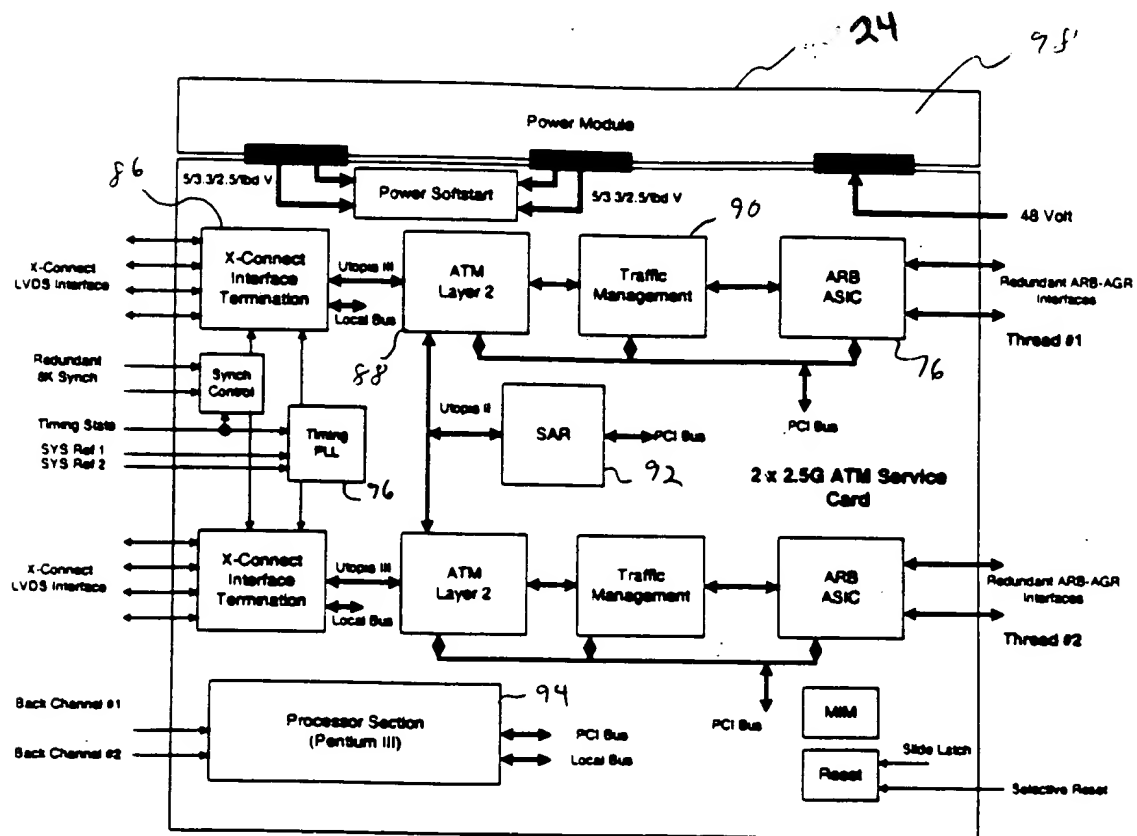 24
98
Power Module
86
5/3.3/2.5/tbd V
Power Softstart
5/3.3/2.5/tbd V
90
48 Volt
X-Connect
LVDS Interface
X-Connect
Interface
Termination
Utopia III
Local Bus
ATM
Layer 2
88
Traffic
Management
ARB
ASIC
76
Redundant ARB-AGR
Interfaces
Thread #1
Redundant
8K Synch
Synch
Control
Timing State
SYS Ref 1
SYS Ref 2
Timing
PLL
96
Utopia II
SAR
92
PCI Bus
PCI Bus
2 x 2.5G ATM Service
Card
X-Connect
LVDS Interface
X-Connect
Interface
Termination
Utopia III
Local Bus
ATM
Layer 2
Traffic
Management
ARB
ASIC
Redundant ARB-AGR
Interfaces
Thread #2
Back Channel #1
Back Channel #2
Processor Section
(Pentium III)
94
PCI Bus
Local Bus
PCI Bus
MIM
Reset
Slide Latch
Selective Reset